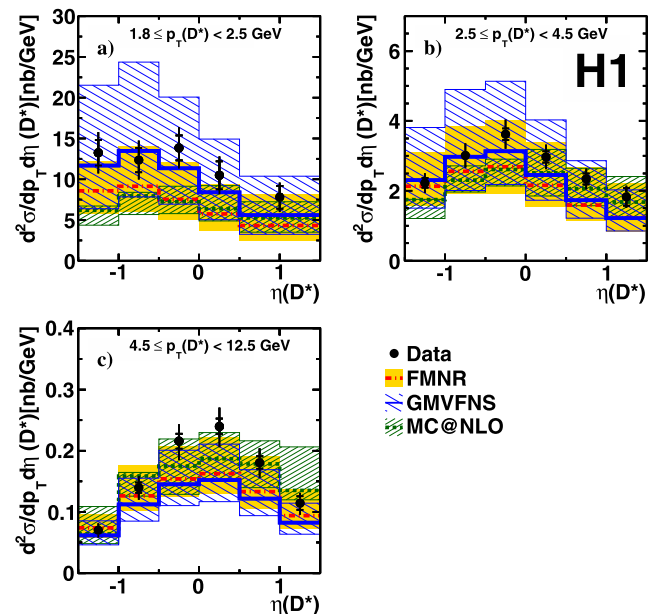 a)
1.8 ≤ p_T(D*) < 2.5 GeV
d²σ/dp_T dη (D*)[nb/GeV]
30
25
20
15
10
5
0
-1 0 1
η(D*)
b)
2.5 ≤ p_T(D*) < 4.5 GeV
H1
d²σ/dp_T dη (D*)[nb/GeV]
6
4
2
0
-1 0 1
η(D*)
c)
4.5 ≤ p_T(D*) < 12.5 GeV
d²σ/dp_T dη (D*)[nb/GeV]
0.4
0.3
0.2
0.1
0
-1 0 1
η(D*)
Data
FMNR
GMVFNS
MC@NLO